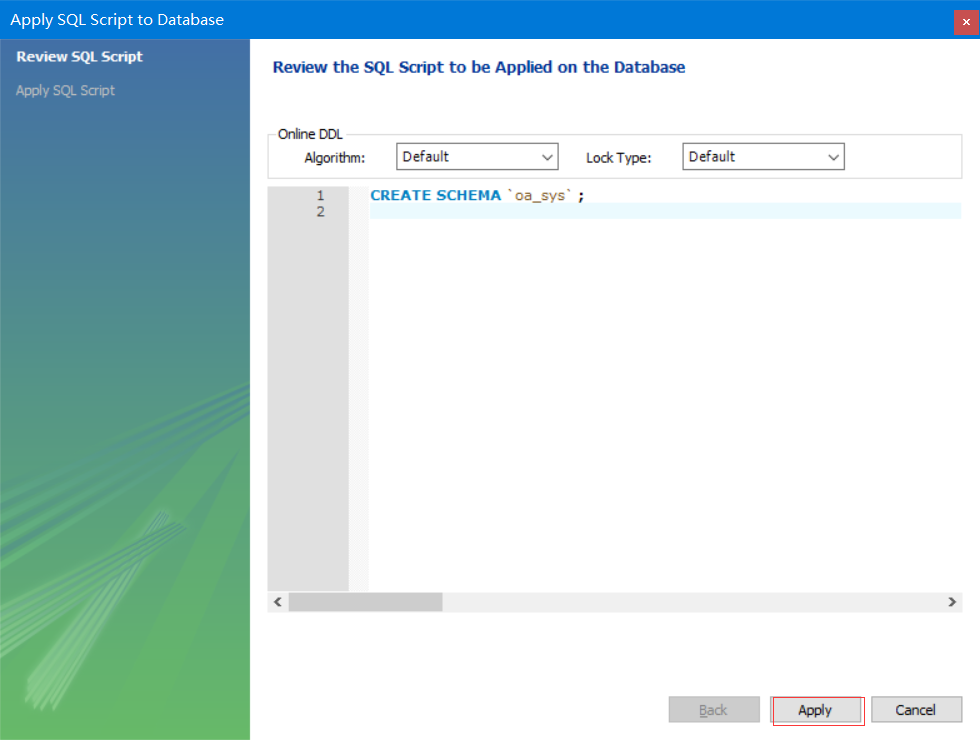 Apply SQL Script to Database
Review SQL Script
Apply SQL Script
Review the SQL Script to be Applied on the Database
Online DDL
Algorithm: Default Lock Type: Default
1 CREATE SCHEMA `oa_sys` ;
2
Back Apply Cancel